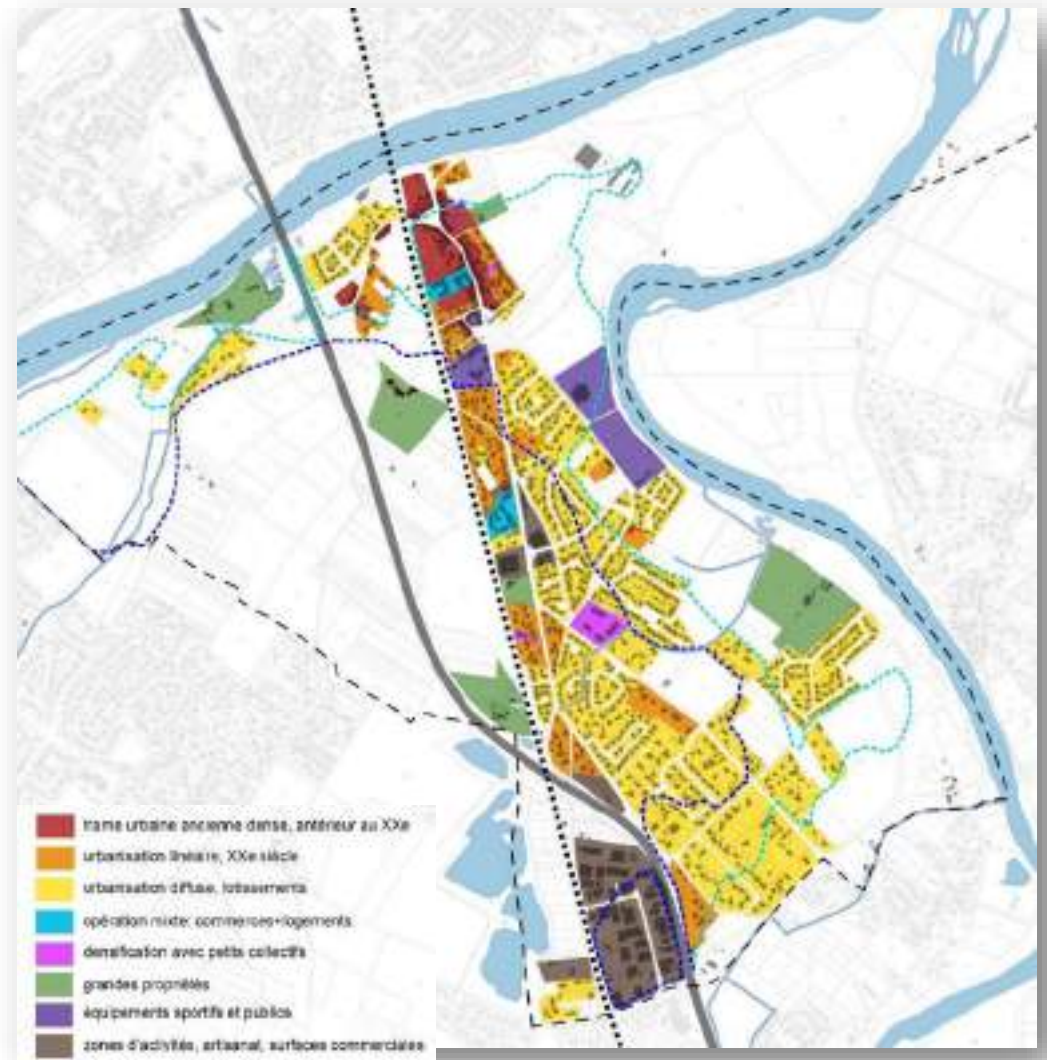 trame urbaine ancienne dense, antérieur au XXe
urbanisation linéaire, XXe siècle
urbanisation diffuse, lotissements
opération mixte: commerces+logements
densification avec petits collectifs
grandes propriétés
équipements sportifs et publics
zones d'activités, artisanat, surfaces commerciales